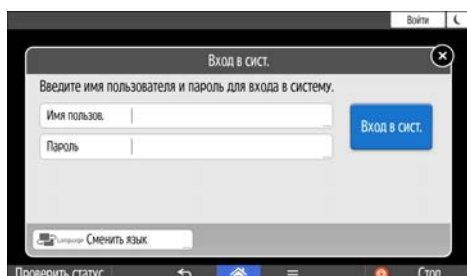 Войти
Вход в сист.
Введите имя пользователя и пароль для входа в систему.
Имя пользов.
Вход в сист.
Пароль
Language Сменить язык
Проверить статус Стоп